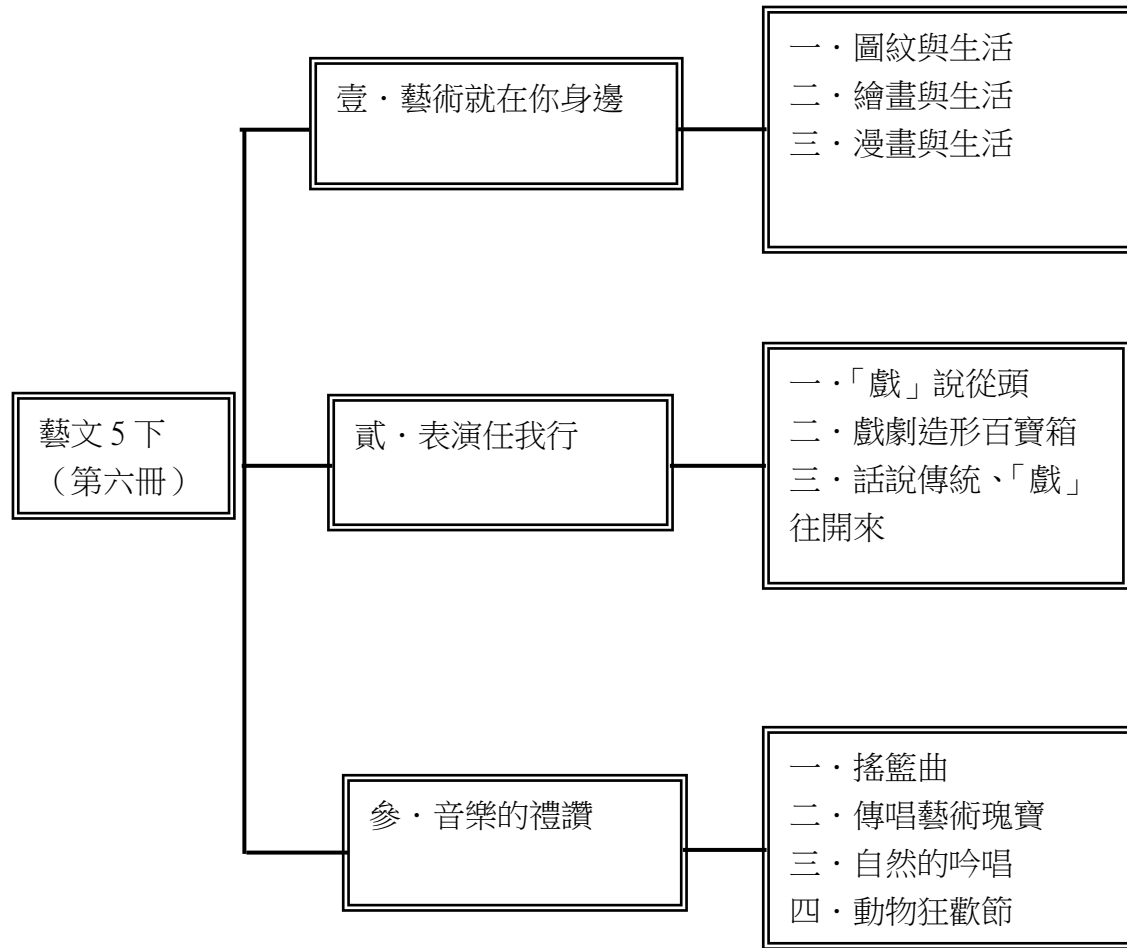 藝文5下
（第六冊）
壹．藝術就在你身邊
一．圖紋與生活
二．繪畫與生活
三．漫畫與生活
貳．表演任我行
一．「戲」說從頭
二．戲劇造形百寶箱
三．話說傳統、「戲」
往開來
參．音樂的禮讚
一．搖籃曲
二．傳唱藝術瑰寶
三．自然的吟唱
四．動物狂歡節